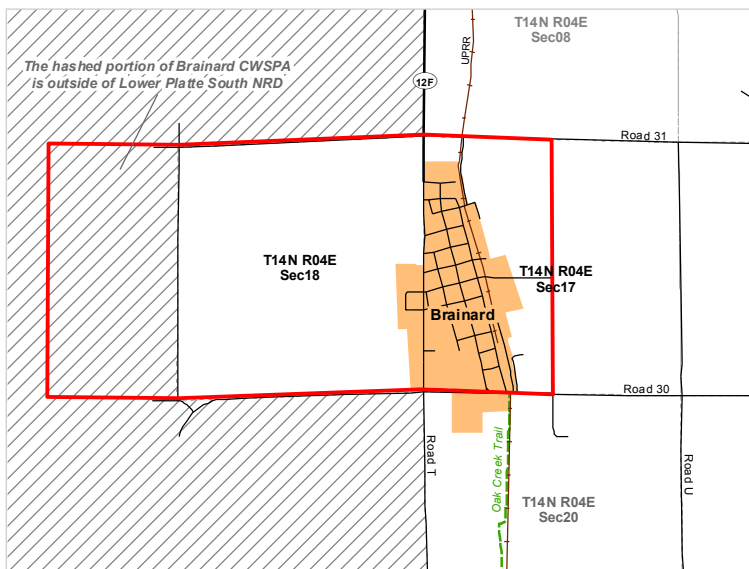 T14N R04E
Sec08
UPRR
The hashed portion of Brainard CWSPA
is outside of Lower Platte South NRD
12F
Road 31
T14N R04E
Sec18
T14N R04E
Sec17
Brainard
Road 30
Road T
Oak Creek Trail
Road U
T14N R04E
Sec20